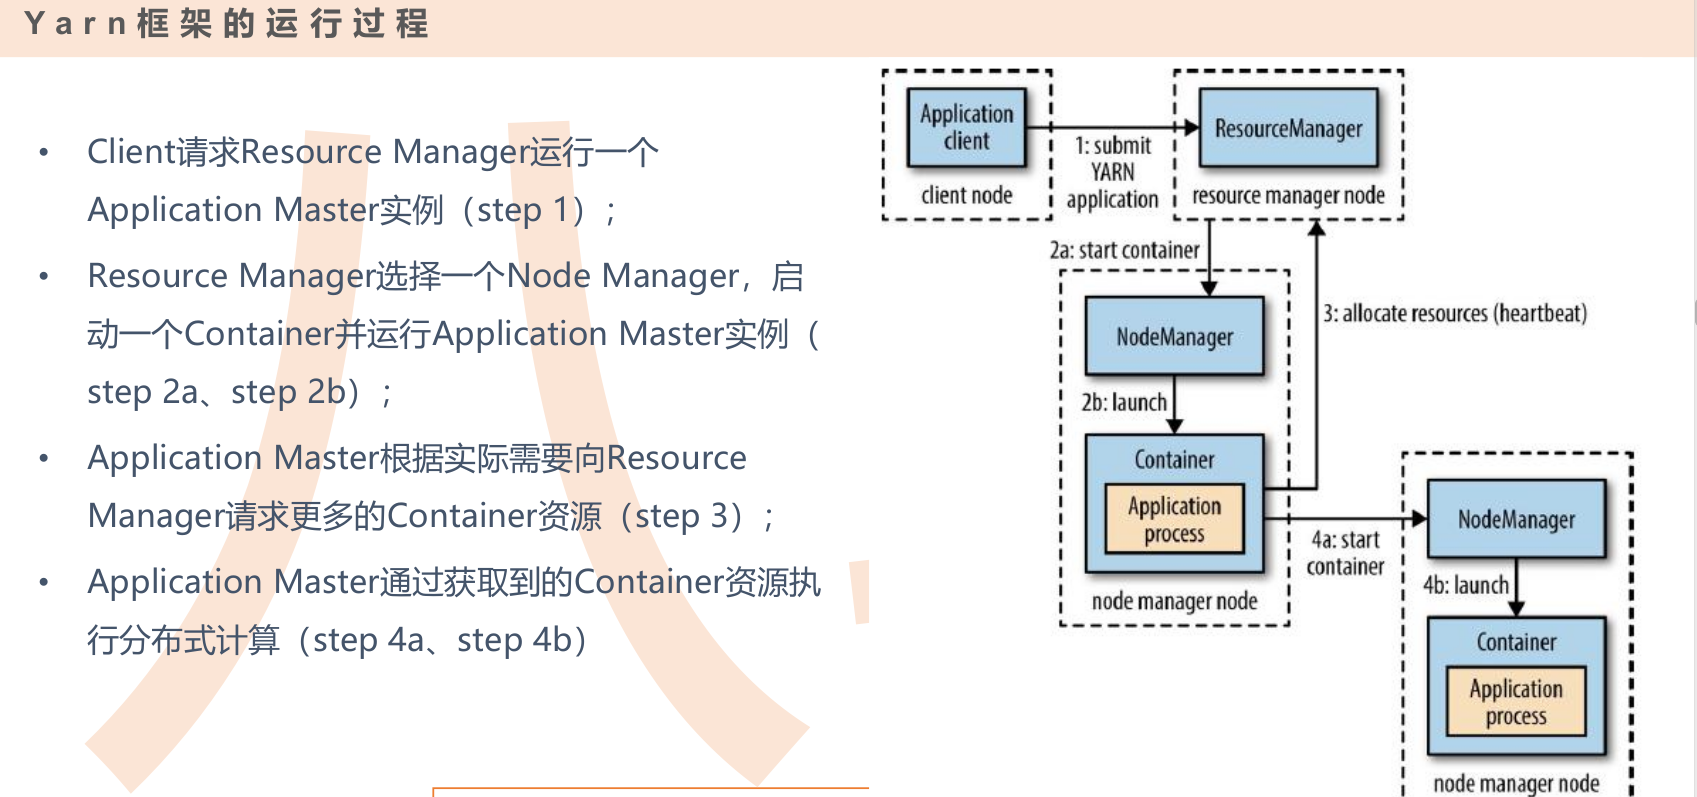 Yarn框架的运行过程
• Client请求Resource Manager运行一个
Application Master实例（step 1）;
• Resource Manager选择一个Node Manager，启
动一个Container并运行Application Master实例（
step 2a、step 2b）;
• Application Master根据实际需要向Resource
Manager请求更多的Container资源（step 3）;
• Application Master通过获取到的Container资源执
行分布式计算（step 4a、step 4b）
Application
client
client node
1: submit
YARN
application
ResourceManager
resource manager node
2a: start container
NodeManager
2b: launch
Container
Application
process
node manager node
3: allocate resources (heartbeat)
4a: start
container
NodeManager
4b: launch
Container
Application
process
node manager node